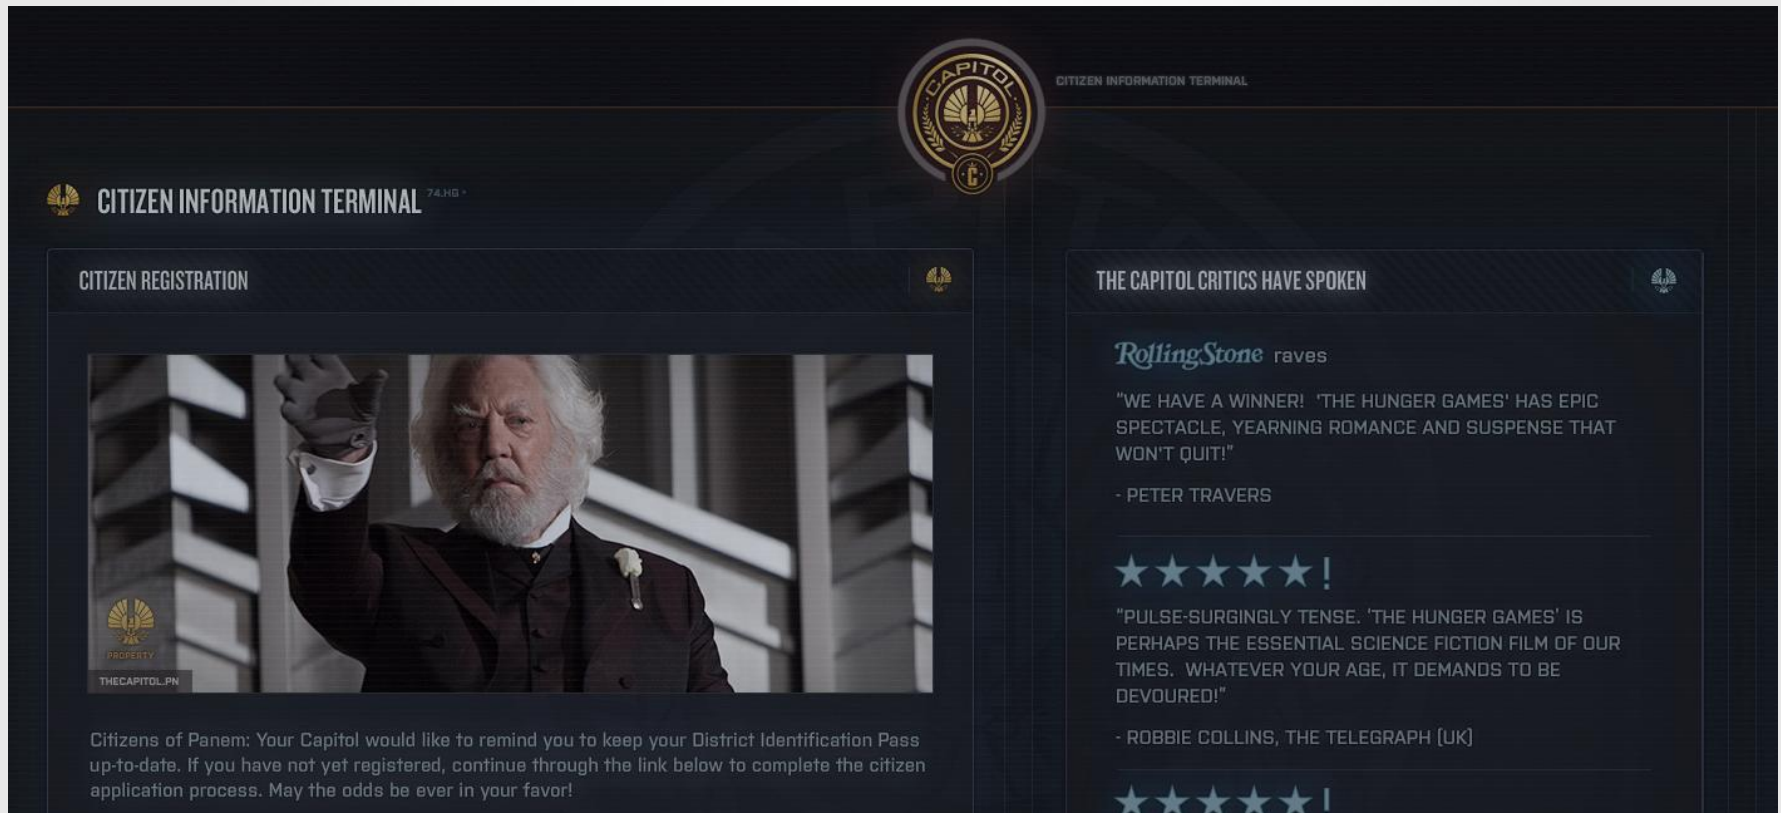 CAPITOL
C
CITIZEN INFORMATION TERMINAL
CITIZEN INFORMATION TERMINAL 74.HG
CITIZEN REGISTRATION
PROPERTY
THECAPITOL.PN
Citizens of Panem: Your Capitol would like to remind you to keep your District Identification Pass
up-to-date. If you have not yet registered, continue through the link below to complete the citizen
application process. May the odds be ever in your favor!
THE CAPITOL CRITICS HAVE SPOKEN
RollingStone raves
"WE HAVE A WINNER! 'THE HUNGER GAMES' HAS EPIC
SPECTACLE, YEARNING ROMANCE AND SUSPENSE THAT
WON'T QUIT!"
- PETER TRAVERS
★★★★★!
"PULSE-SURGINGLY TENSE. 'THE HUNGER GAMES' IS
PERHAPS THE ESSENTIAL SCIENCE FICTION FILM OF OUR
TIMES. WHATEVER YOUR AGE, IT DEMANDS TO BE
DEVOURED!"
- ROBBIE COLLINS, THE TELEGRAPH (UK)
★★★★★!